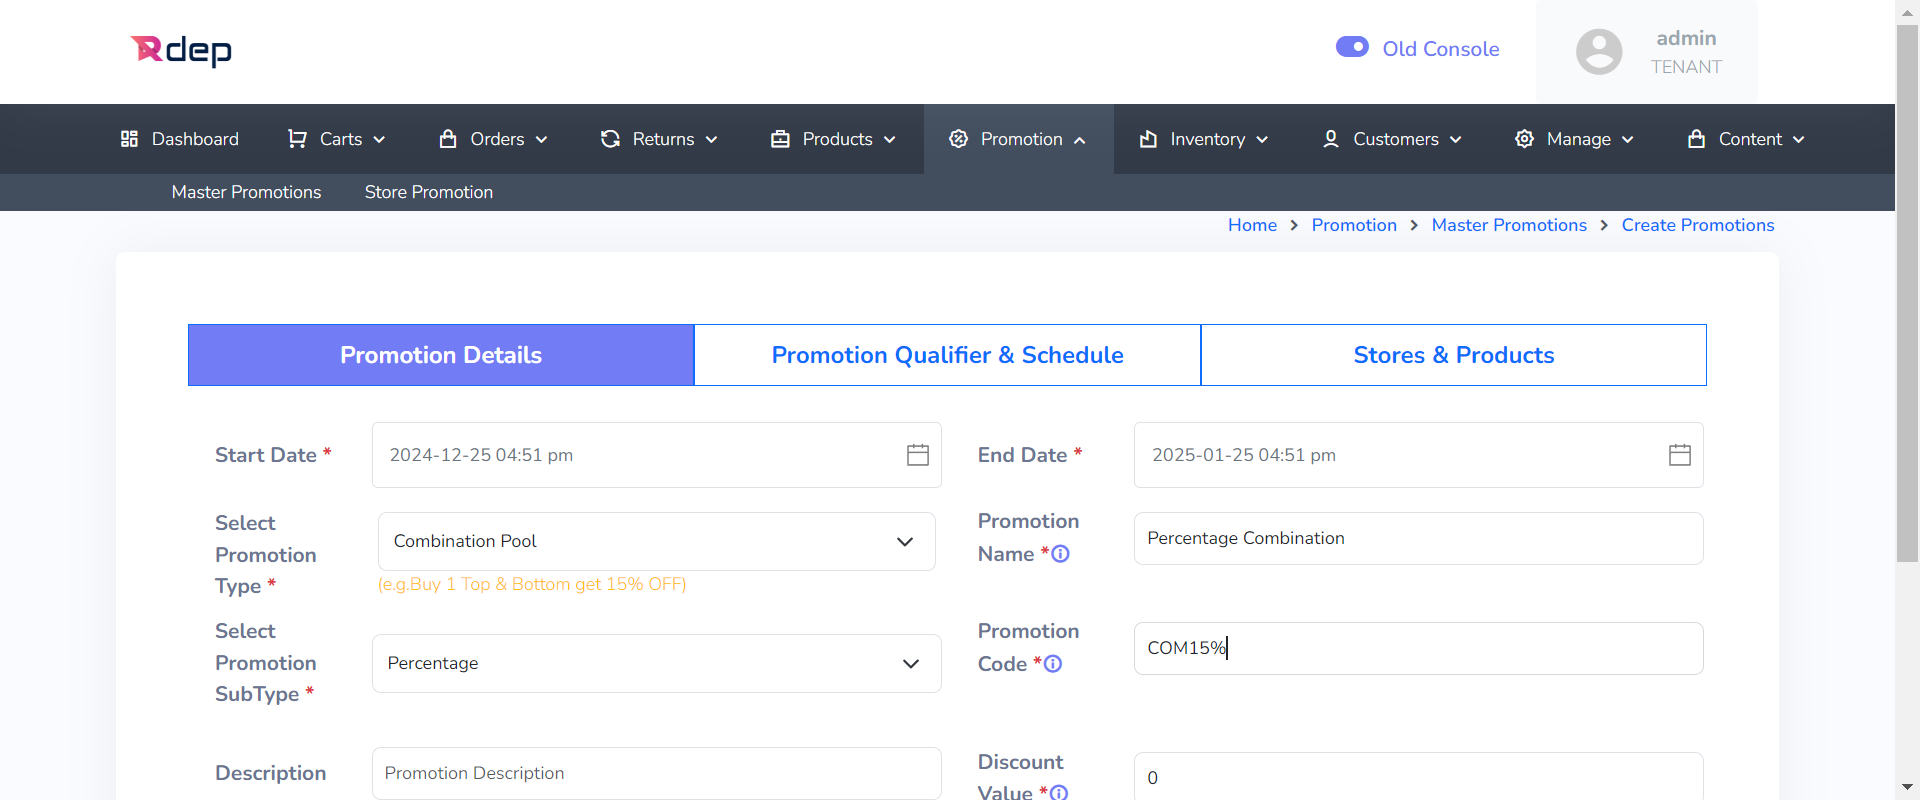 Rdep
Old Console
admin
TENANT
Dashboard
Carts
Orders
Returns
Products
Promotion
Inventory
Customers
Manage
Content
Master Promotions
Store Promotion
Home > Promotion > Master Promotions > Create Promotions
Promotion Details
Promotion Qualifier & Schedule
Stores & Products
Start Date *
2024-12-25 04:51 pm
End Date *
2025-01-25 04:51 pm
Select
Promotion
Type *
Combination Pool
(e.g.Buy 1 Top & Bottom get 15% OFF)
Promotion
Name *
Percentage Combination
Select
Promotion
SubType *
Percentage
Promotion
Code *
COM15%
Description
Promotion Description
Discount
Value *
0